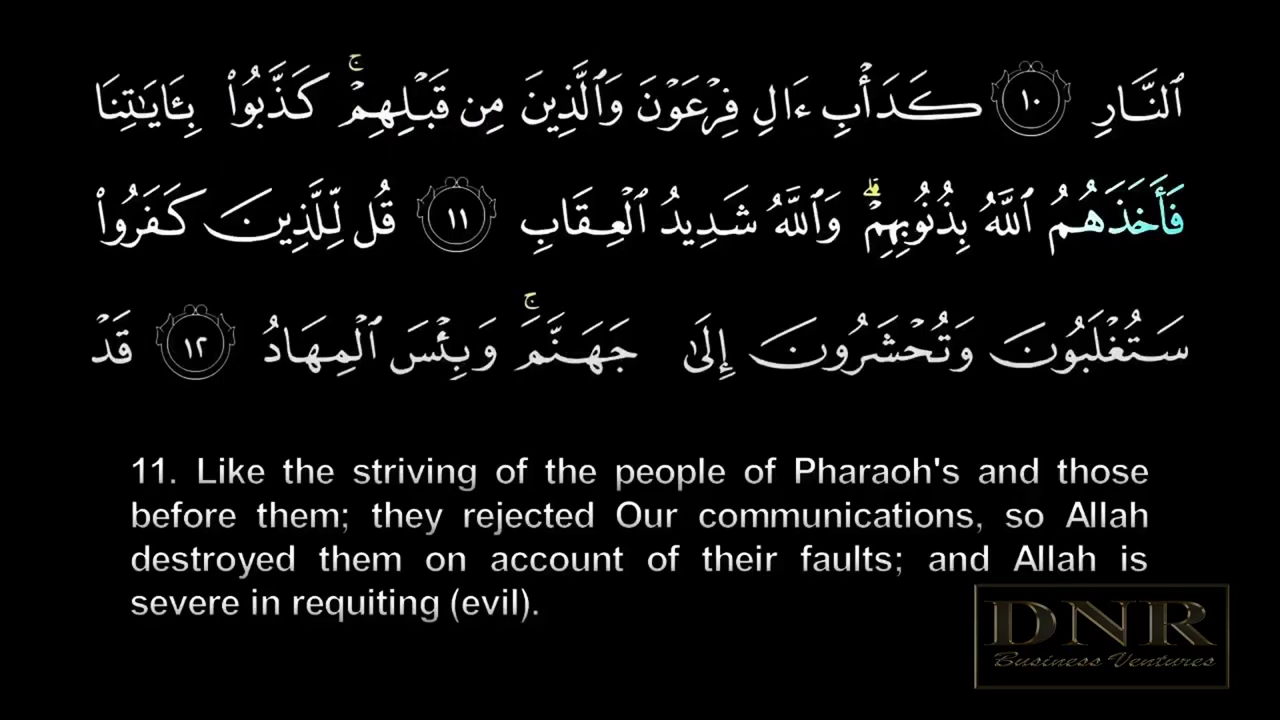 ٱلنَّارِ ١٠ كَدَأْبِ ءَالِ فِرْعَوْنَ وَٱلَّذِينَ مِن قَبْلِهِمْ ۚ كَذَّبُوا۟ بِـَٔايَـٰتِنَا
فَأَخَذَهُمُ ٱللَّهُ بِذُنُوبِهِمْ ۗ وَٱللَّهُ شَدِيدُ ٱلْعِقَابِ ١١ قُل لِّلَّذِينَ كَفَرُوا۟
سَتُغْلَبُونَ وَتُحْشَرُونَ إِلَىٰ جَهَنَّمَ ۚ وَبِئْسَ ٱلْمِهَادُ ١٢ قَدْ
11. Like the striving of the people of Pharaoh's and those
before them; they rejected Our communications, so Allah
destroyed them on account of their faults; and Allah is
severe in requiting (evil).
DNR
Business Ventures